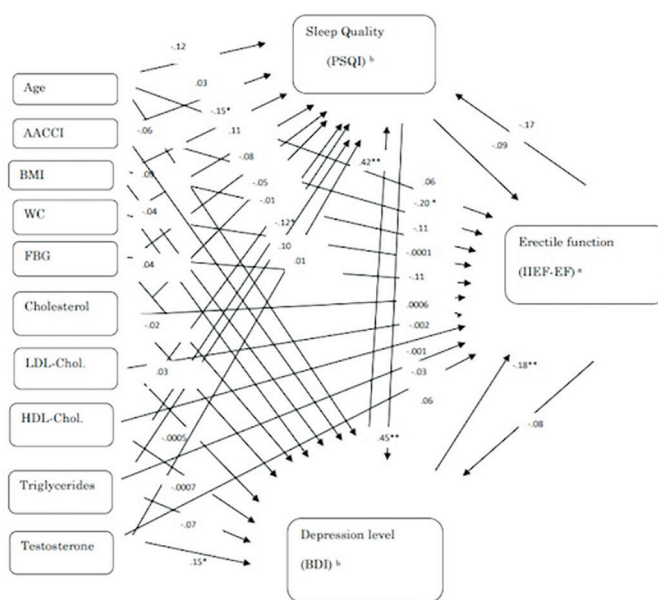 Sleep Quality
(PSQI) ᵇ
Age
AACCI
BMI
WC
FBG
Cholesterol
LDL-Chol.
HDL-Chol.
Triglycerides
Testosterone
-.12
.03
-.15*
.11
-.08
-.05
-.01
-.12*
.10
.01
-.06
.09
-.04
.04
-.02
.03
-.0005
-.0007
-.07
.15*
.42**
.45**
.06
-.20 *
-.11
-.0001
-.11
.0006
-.002
-.001
-.03
.06
-.17
-.09
Erectile function
(IIEF-EF) ᵃ
-.18**
-.08
Depression level
(BDI) ᵇ